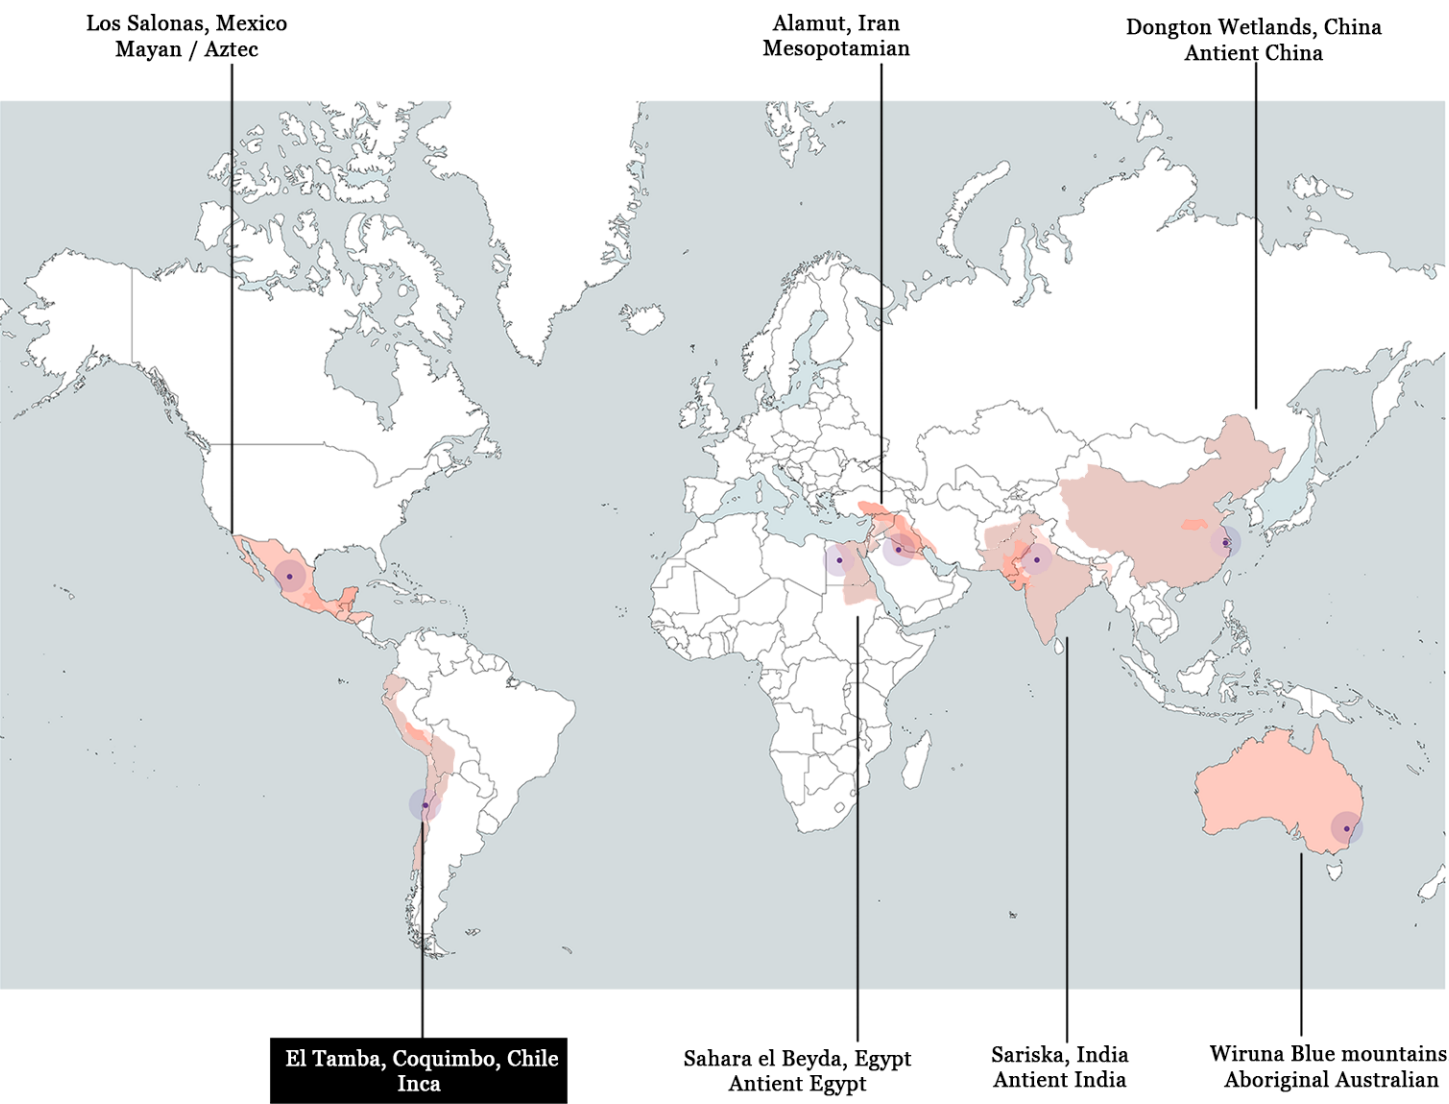 Los Salonas, Mexico
Mayan / Aztec
Alamut, Iran
Mesopotamian
Dongton Wetlands, China
Antient China
El Tamba, Coquimbo, Chile
Inca
Sahara el Beyda, Egypt
Antient Egypt
Sariska, India
Antient India
Wiruna Blue mountains
Aboriginal Australian